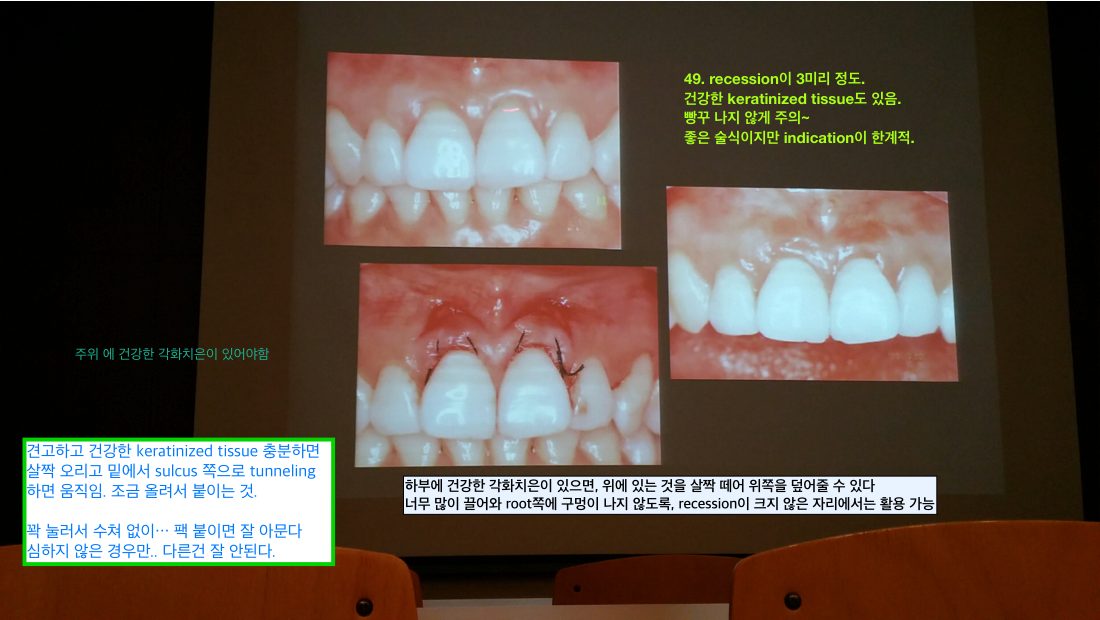 49. recession이 3미리 정도.
건강한 keratinized tissue도 있음.
빵꾸 나지 않게 주의~
좋은 술식이지만 indication이 한계적.
주위 에 건강한 각화치은이 있어야함
견고하고 건강한 keratinized tissue 충분하면
살짝 오리고 밑에서 sulcus 쪽으로 tunneling
하면 움직임. 조금 올려서 붙이는 것.
꽉 눌러서 수쳐 없이… 팩 붙이면 잘 아문다
심하지 않은 경우만.. 다른건 잘 안된다.
하부에 건강한 각화치은이 있으면, 위에 있는 것을 살짝 떼어 위쪽을 덮어줄 수 있다
너무 많이 끌어와 root쪽에 구멍이 나지 않도록, recession이 크지 않은 자리에서는 활용 가능